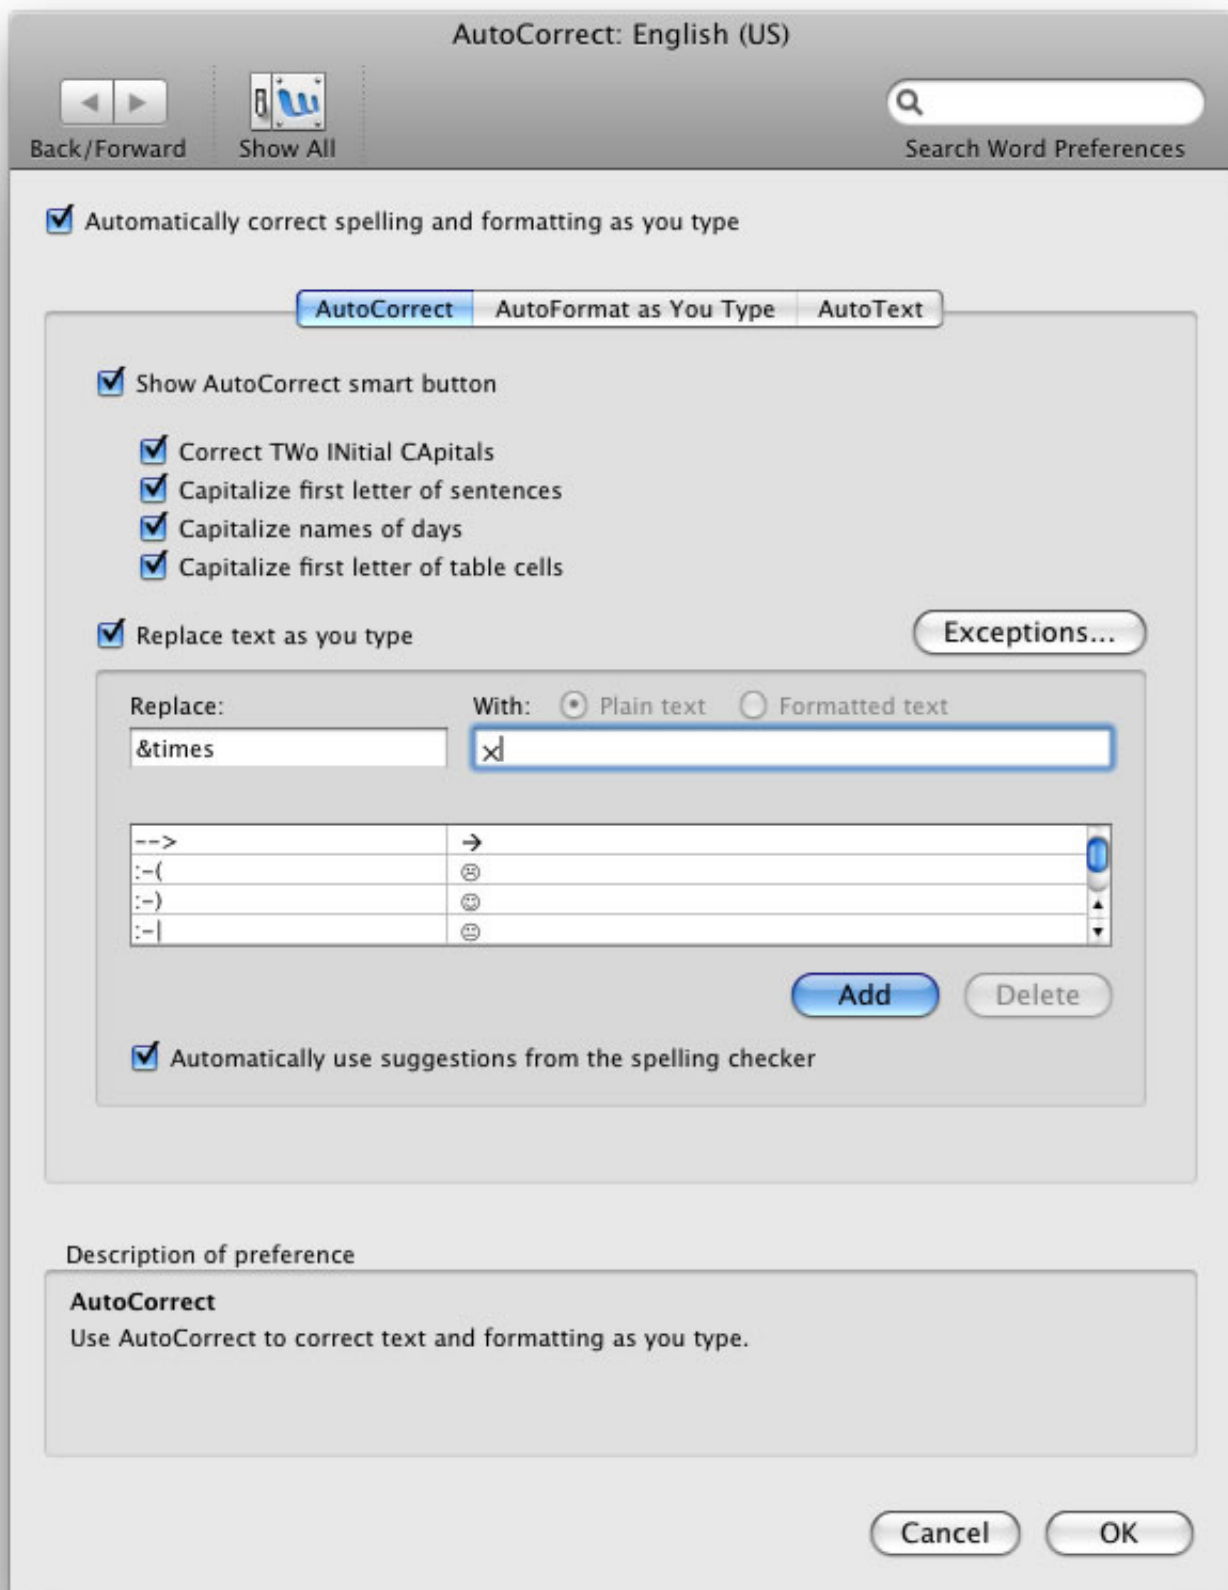 AutoCorrect: English (US)
Back/Forward
Show All
Search Word Preferences
Automatically correct spelling and formatting as you type
AutoCorrect AutoFormat as You Type AutoText
Show AutoCorrect smart button
Correct TWo INitial CApitals
Capitalize first letter of sentences
Capitalize names of days
Capitalize first letter of table cells
Replace text as you type
Exceptions...
Replace: With: Plain text Formatted text
&times ×
--> →
:-( ☹
:-) ☺
:-| 😐
Add Delete
Automatically use suggestions from the spelling checker
Description of preference
AutoCorrect
Use AutoCorrect to correct text and formatting as you type.
Cancel OK